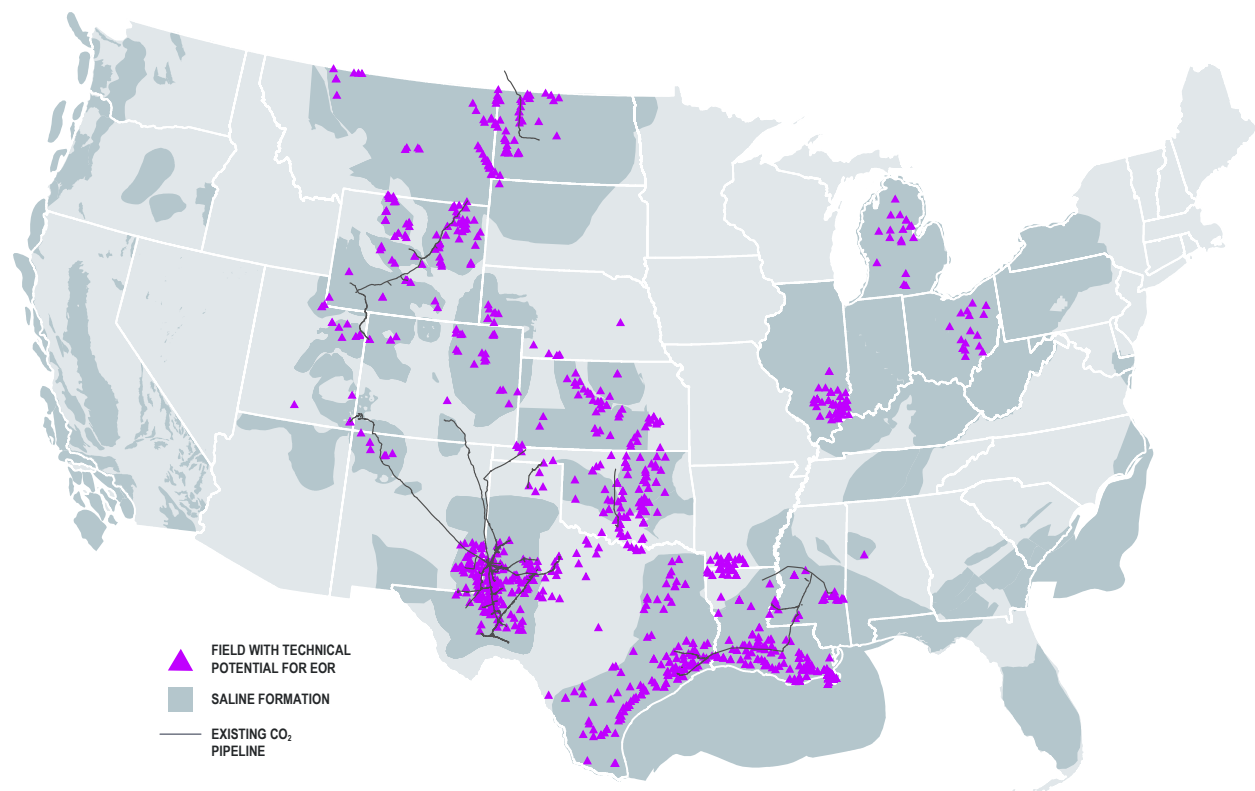 FIELD WITH TECHNICAL
POTENTIAL FOR EOR
SALINE FORMATION
EXISTING CO₂
PIPELINE